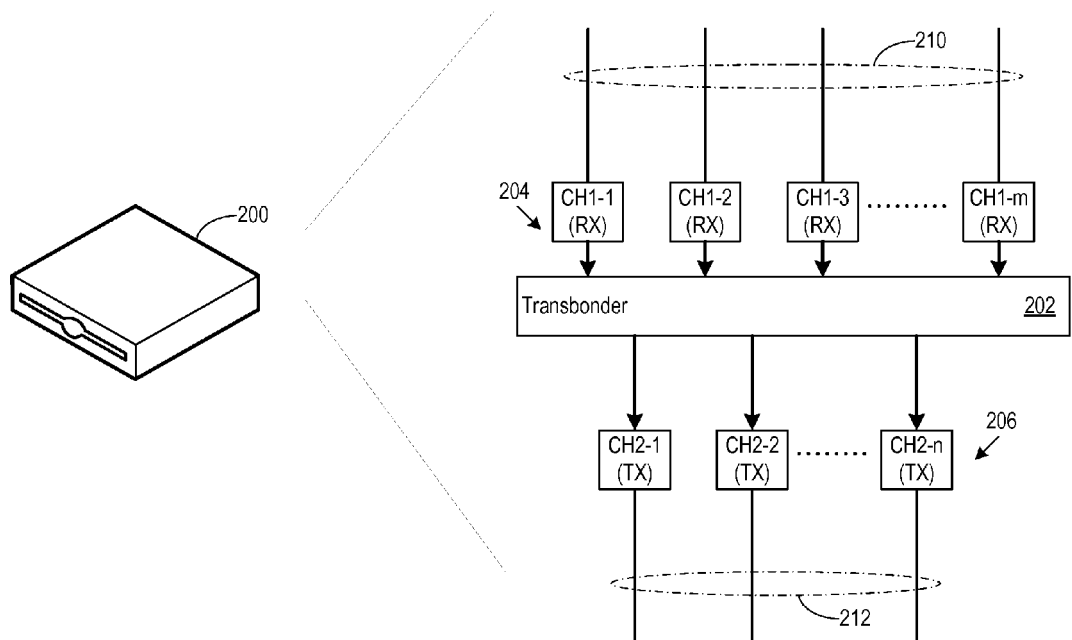 210
204
CH1-1
(RX)
CH1-2
(RX)
CH1-3
(RX)
.........
CH1-m
(RX)
200
Transbonder
202
CH2-1
(TX)
CH2-2
(TX)
........
CH2-n
(TX)
206
212